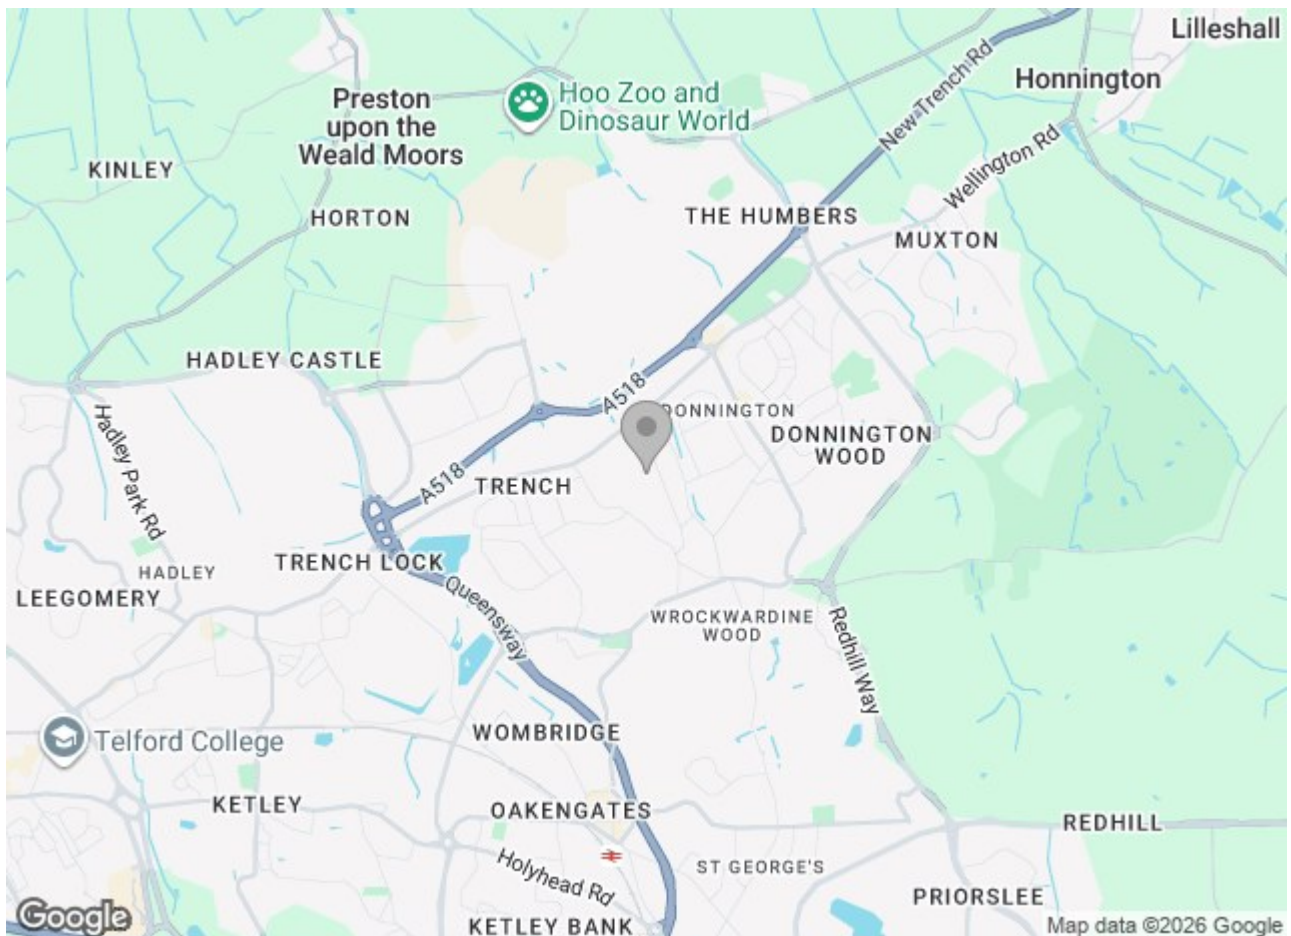 Lilleshall
Honnington
Preston
upon the
Weald Moors
Hoo Zoo and
Dinosaur World
New Trench Rd
Wellington Rd
KINLEY
HORTON
THE HUMBERS
MUXTON
HADLEY CASTLE
A518
DONNINGTON
DONNINGTON
WOOD
Hadley Park Rd
A518
TRENCH
TRENCH LOCK
HADLEY
LEEGOMERY
Queensway
WROCKWARDINE
WOOD
Redhill Way
Telford College
WOMBRIDGE
KETLEY
OAKENGATES
REDHILL
Holyhead Rd
ST GEORGE'S
PRIORSLEE
KETLEY BANK
Google
Map data ©2026 Google